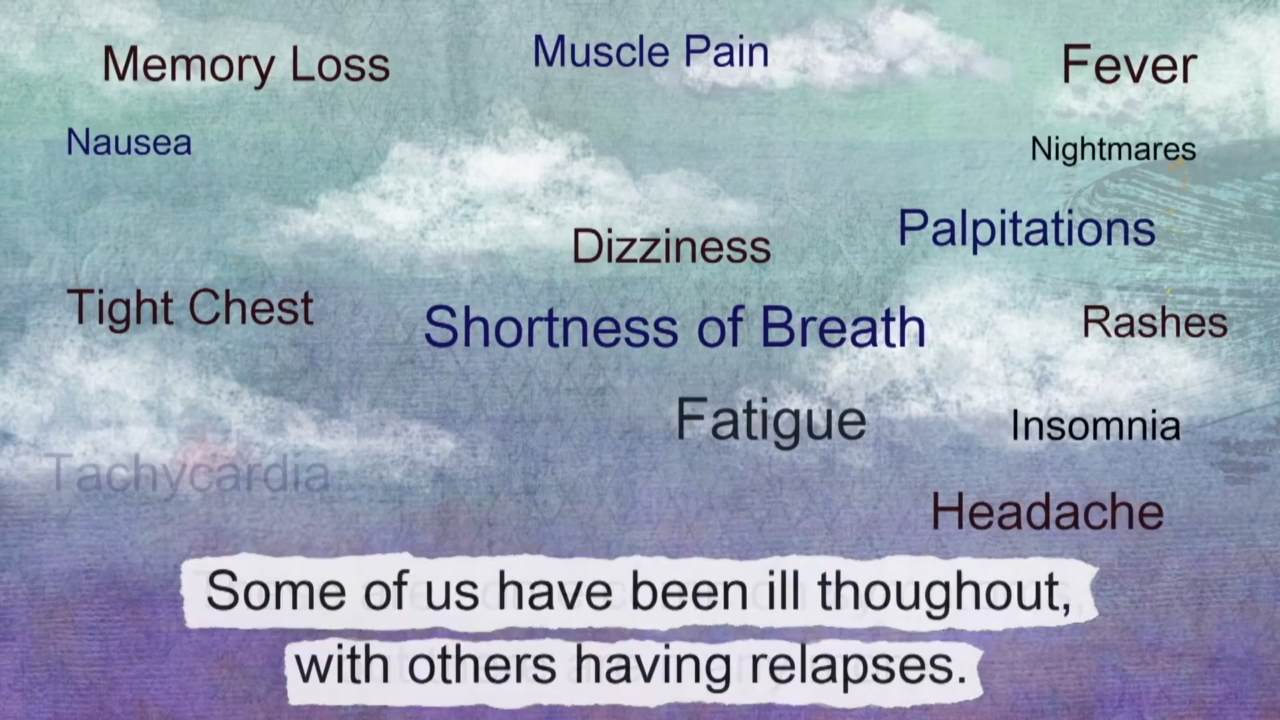 Memory Loss
Muscle Pain
Fever
Nausea
Nightmares
Dizziness
Palpitations
Tight Chest
Shortness of Breath
Rashes
Fatigue
Insomnia
Tachycardia
Headache
Some of us have been ill thoughout,
with others having relapses.